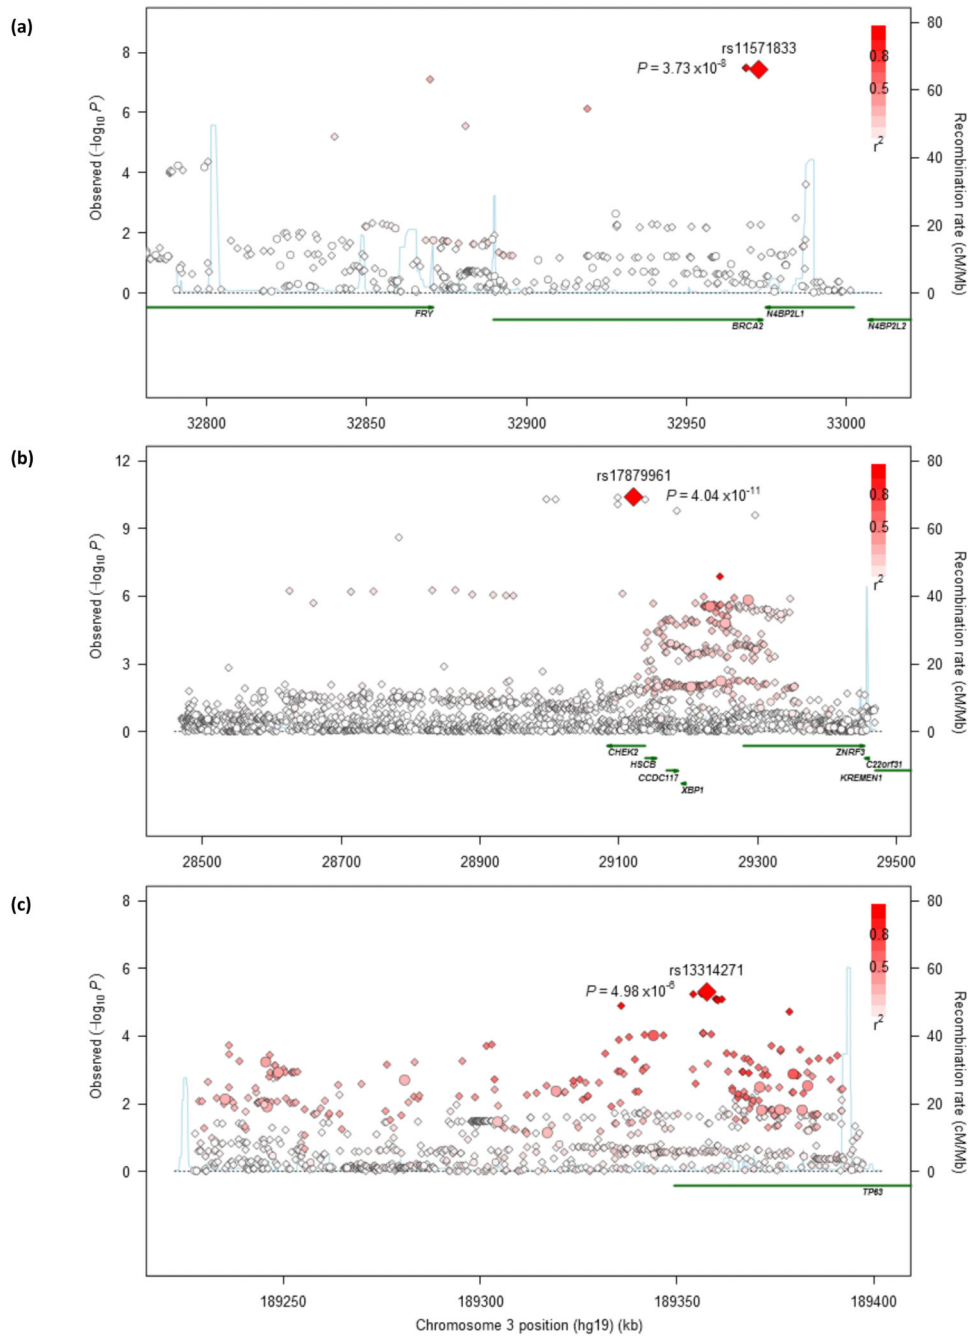 (a)
8
6
4
2
0
Observed (-log10 P)
80
60
40
20
0
Recombination rate (cM/Mb)
rs11571833
P = 3.73 x10-8
0.8
0.5
r2
FRY
BRCA2
N4BP2L1
N4BP2L2
32800 32850 32900 32950 33000
(b)
12
9
6
3
0
Observed (-log10 P)
80
60
40
20
0
Recombination rate (cM/Mb)
rs17879961
P = 4.04 x10-11
0.8
0.5
r2
CHEK2
HSCB
CCDC117
XBP1
ZNRF3
C22orf31
KREMEN1
28500 28700 28900 29100 29300 29500
(c)
8
6
4
2
0
Observed (-log10 P)
80
60
40
20
0
Recombination rate (cM/Mb)
rs13314271
P = 4.98 x10-6
0.8
0.5
r2
TP63
189250 189300 189350 189400
Chromosome 3 position (hg19) (kb)